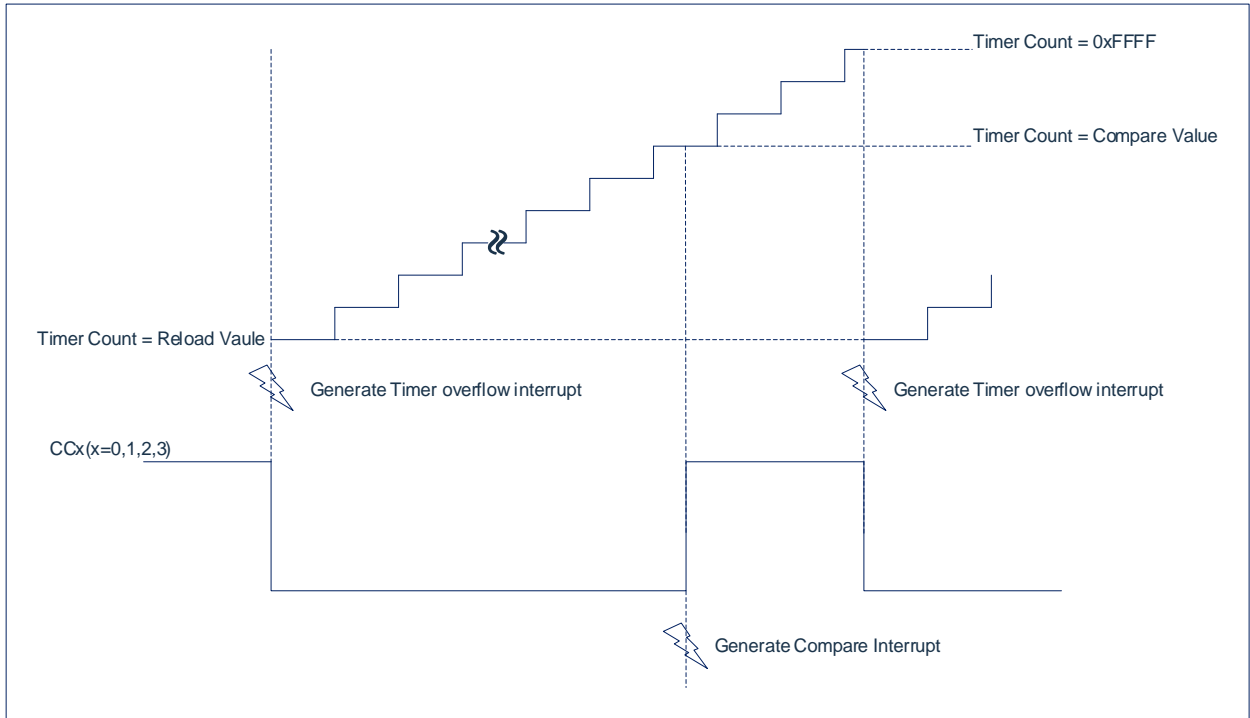 Timer Count = 0xFFFF
Timer Count = Compare Value
Timer Count = Reload Vaule
Generate Timer overflow interrupt
Generate Timer overflow interrupt
CCx(x=0,1,2,3)
Generate Compare Interrupt